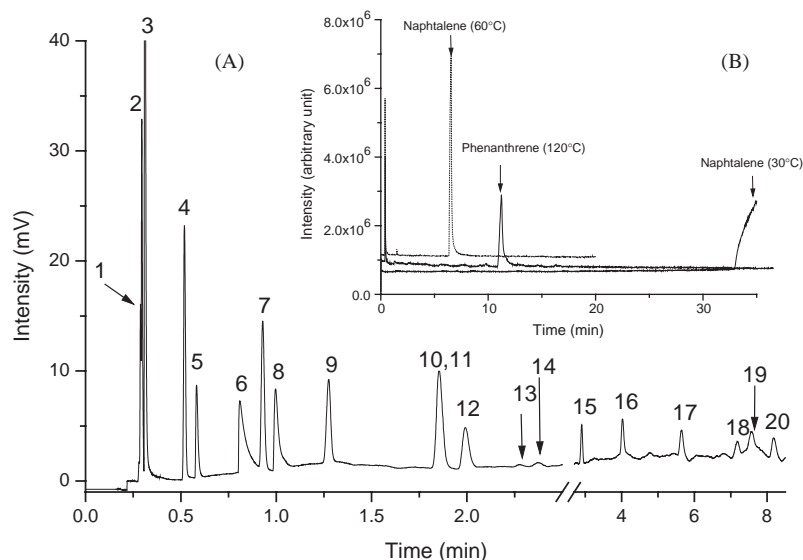 (A)
Intensity (mV)
40
30
20
10
0
1
2
3
4
5
6
7
8
9
10,11
12
13
14
15
16
17
18
19
20
0.0
0.5
1.0
1.5
2.0
4
6
8
Time (min)
(B)
Intensity (arbitrary unit)
8.0x10⁶
6.0x10⁶
4.0x10⁶
2.0x10⁶
0.0
Naphtalene (60°C)
Phenanthrene (120°C)
Naphtalene (30°C)
0
10
20
30
Time (min)